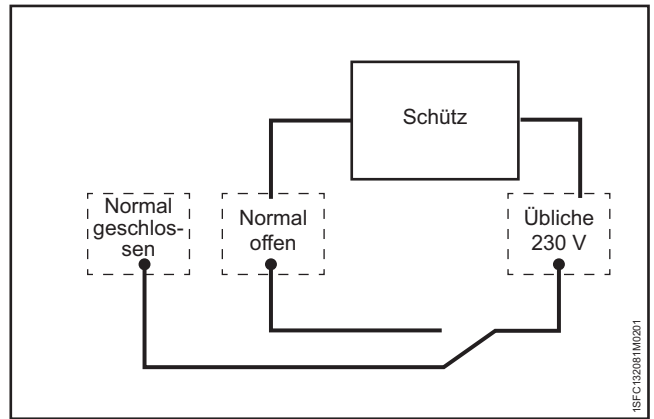 Schütz
Normal
geschlos-
sen
Normal
offen
Übliche
230 V
1SFC132081M0201